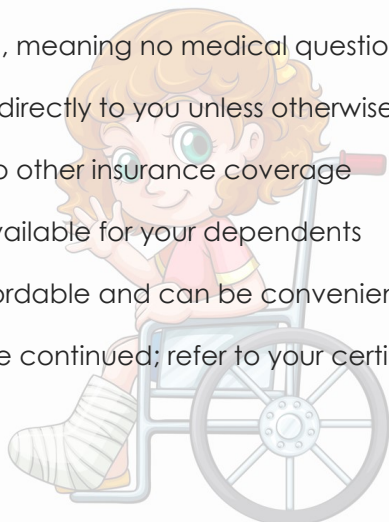 , meaning no medical questio
directly to you unless otherwise
o other insurance coverage
vailable for your dependents
ordable and can be convenien
e continued; refer to your certi